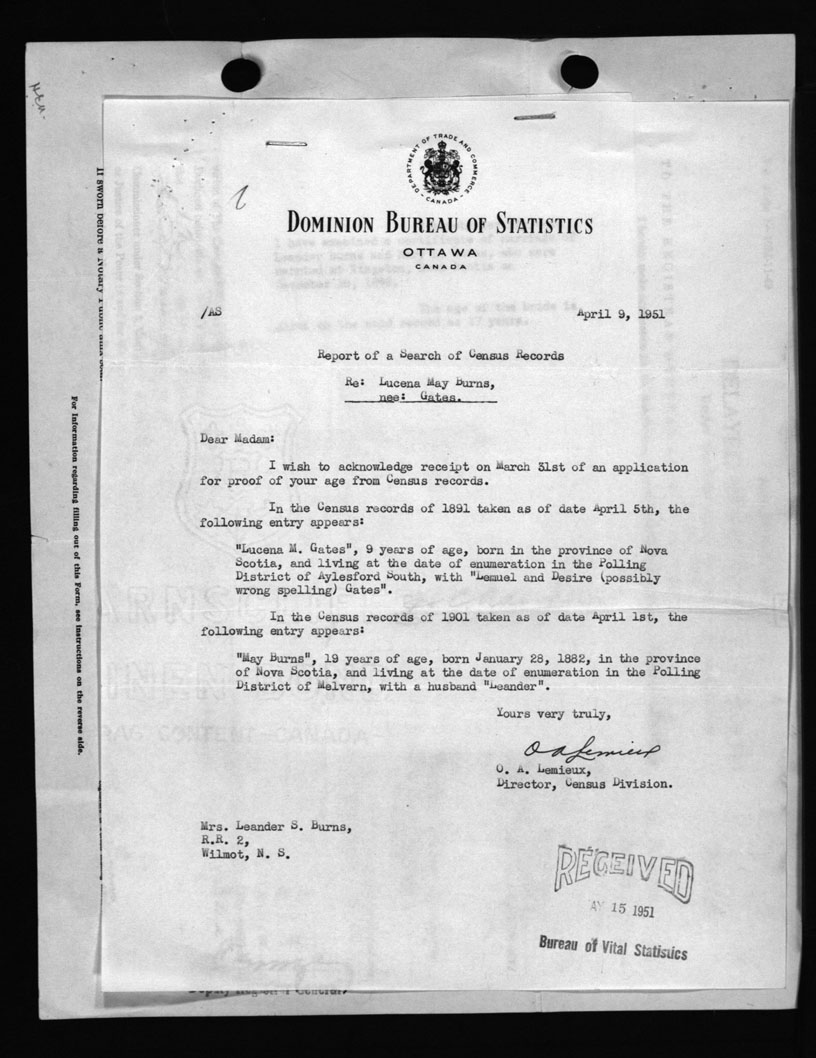 H.E.M.
DEPARTMENT OF TRADE AND COMMERCE
- CANADA -
DOMINION BUREAU OF STATISTICS
OTTAWA
CANADA
/AS
April 9, 1951
Report of a Search of Census Records
Re: Lucena May Burns,
nee: Gates.
Dear Madam:
I wish to acknowledge receipt on March 31st of an application
for proof of your age from Census records.
In the Census records of 1891 taken as of date April 5th, the
following entry appears:
"Lucena M. Gates", 9 years of age, born in the province of Nova
Scotia, and living at the date of enumeration in the Polling
District of Aylesford South, with "Lemuel and Desire (possibly
wrong spelling) Gates".
In the Census records of 1901 taken as of date April 1st, the
following entry appears:
"May Burns", 19 years of age, born January 28, 1882, in the province
of Nova Scotia, and living at the date of enumeration in the Polling
District of Melvern, with a husband "Leander".
Yours very truly,
O A Lemieux
O. A. Lemieux,
Director, Census Division.
Mrs. Leander S. Burns,
R.R. 2,
Wilmot, N. S.
RECEIVED
AY 15 1951
Bureau of Vital Statistics
If sworn before a Notary Public
For Information regarding filling out of this Form, see instructions on the reverse side.